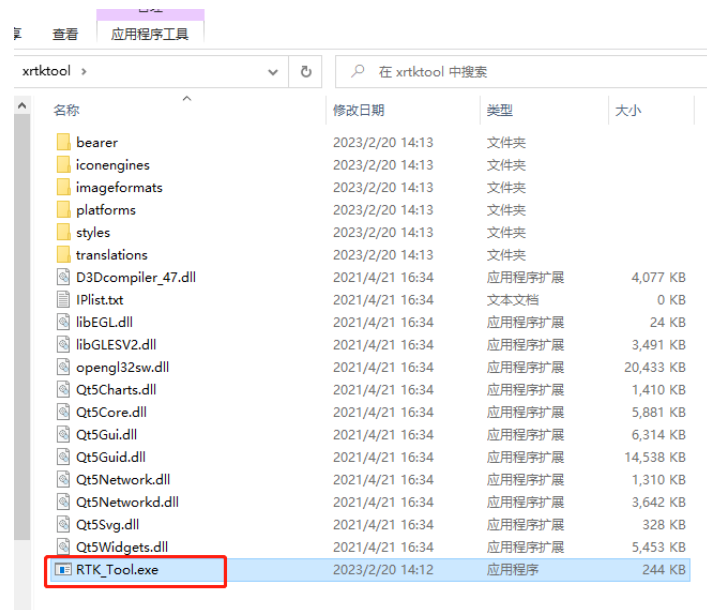 管理
享 查看 应用程序工具
xrtktool 在 xrtktool 中搜索
名称 修改日期 类型 大小
bearer 2023/2/20 14:13 文件夹
iconengines 2023/2/20 14:13 文件夹
imageformats 2023/2/20 14:13 文件夹
platforms 2023/2/20 14:13 文件夹
styles 2023/2/20 14:13 文件夹
translations 2023/2/20 14:13 文件夹
D3Dcompiler_47.dll 2021/4/21 16:34 应用程序扩展 4,077 KB
IPlist.txt 2021/4/21 16:34 文本文档 0 KB
libEGL.dll 2021/4/21 16:34 应用程序扩展 24 KB
libGLESV2.dll 2021/4/21 16:34 应用程序扩展 3,491 KB
opengl32sw.dll 2021/4/21 16:34 应用程序扩展 20,433 KB
Qt5Charts.dll 2021/4/21 16:34 应用程序扩展 1,410 KB
Qt5Core.dll 2021/4/21 16:34 应用程序扩展 5,881 KB
Qt5Gui.dll 2021/4/21 16:34 应用程序扩展 6,314 KB
Qt5Guid.dll 2021/4/21 16:34 应用程序扩展 14,538 KB
Qt5Network.dll 2021/4/21 16:34 应用程序扩展 1,310 KB
Qt5Networkd.dll 2021/4/21 16:34 应用程序扩展 3,642 KB
Qt5Svg.dll 2021/4/21 16:34 应用程序扩展 328 KB
Qt5Widgets.dll 2021/4/21 16:34 应用程序扩展 5,453 KB
RTK_Tool.exe 2023/2/20 14:12 应用程序 244 KB